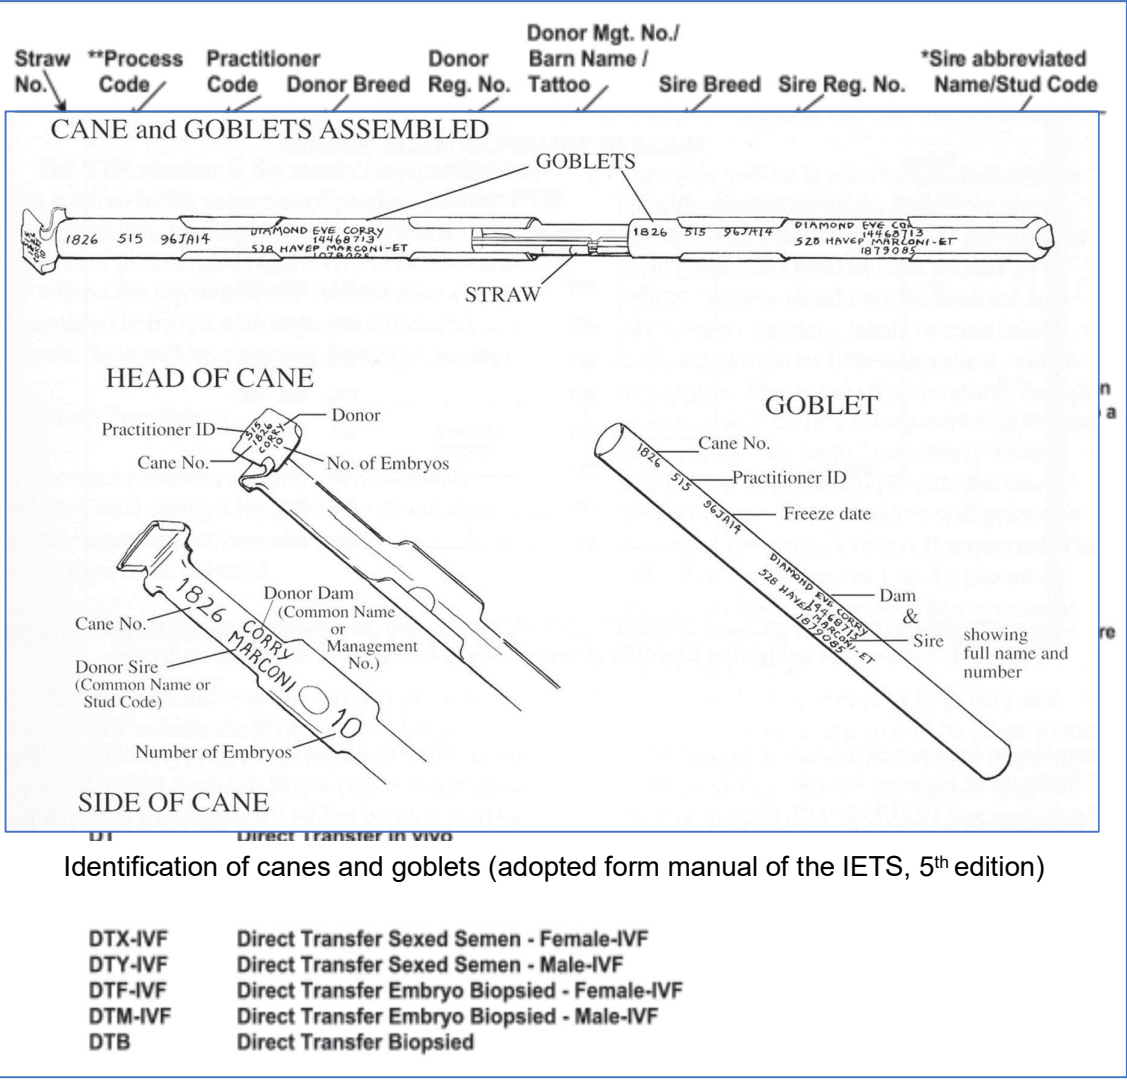 Straw No.
**Process Code
Practitioner Code
Donor Breed
Donor Reg. No.
Donor Mgt. No./ Barn Name / Tattoo
Sire Breed
Sire Reg. No.
*Sire abbreviated Name/Stud Code
CANE and GOBLETS ASSEMBLED
GOBLETS
1826 515 96JA14
DIAMOND EVE CORRY
14468713
528 HAVEP MARCONI-ET
1879085
1826 515 96JA14
DIAMOND EVE
14468713
528 HAVEP MARCONI-ET
1879085
STRAW
HEAD OF CANE
Donor
Practitioner ID
515
1826
10
CORRY
Cane No.
No. of Embryos
1826
CORRY
MARCONI
10
Donor Dam
(Common Name
or
Management
No.)
Cane No.
Donor Sire
(Common Name or
Stud Code)
Number of Embryos
SIDE OF CANE
GOBLET
1826 515 96JA14
DIAMOND EVE CORRY
14468713
528 HAVEP MARCONI-ET
1879085
Cane No.
Practitioner ID
Freeze date
Dam
&
Sire
showing
full name and
number
n
a
re
DT Direct Transfer in vivo
Identification of canes and goblets (adopted form manual of the IETS, 5th edition)
DTX-IVF Direct Transfer Sexed Semen - Female-IVF
DTY-IVF Direct Transfer Sexed Semen - Male-IVF
DTF-IVF Direct Transfer Embryo Biopsied - Female-IVF
DTM-IVF Direct Transfer Embryo Biopsied - Male-IVF
DTB Direct Transfer Biopsied